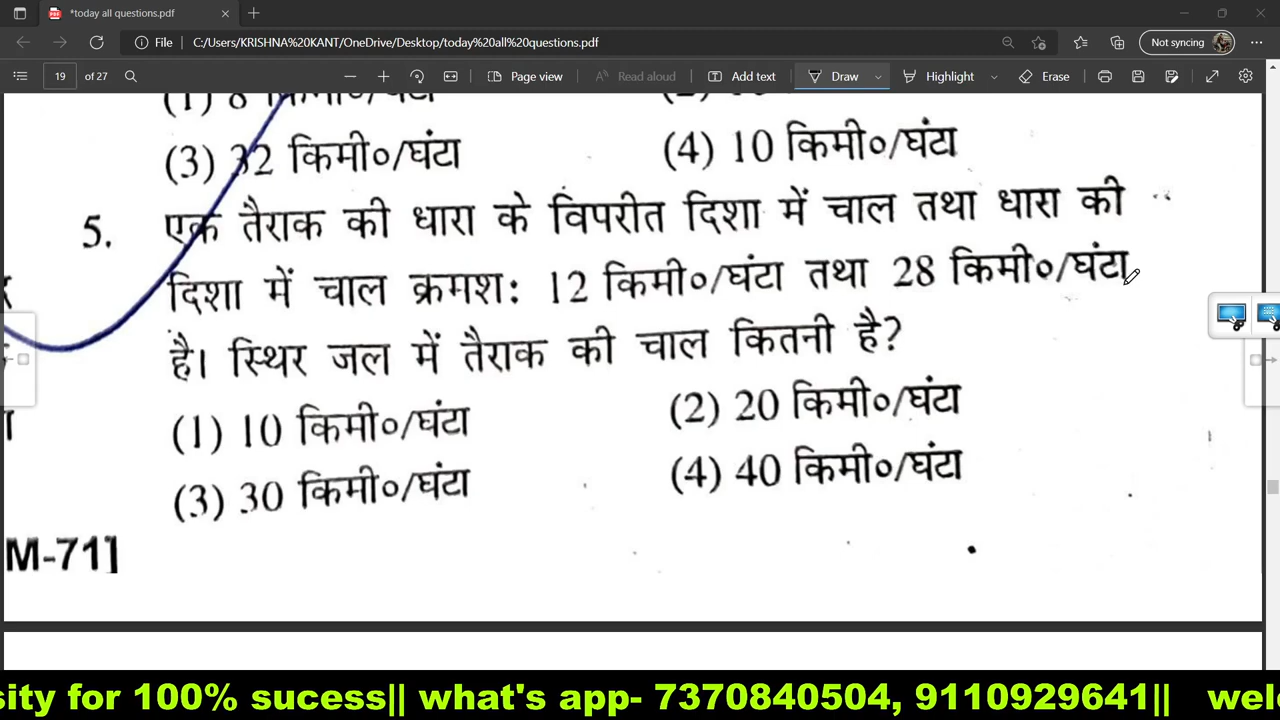 *today all questions.pdf
File C:/Users/KRISHNA%20KANT/OneDrive/Desktop/today%20all%20questions.pdf Not syncing
19 of 27 Page view Read aloud Add text Draw Highlight Erase
(3) 32 किमी०/घंटा (4) 10 किमी०/घंटा
5. एक तैराक की धारा के विपरीत दिशा में चाल तथा धारा की
दिशा में चाल क्रमशः 12 किमी०/घंटा तथा 28 किमी०/घंटा
है। स्थिर जल में तैराक की चाल कितनी है?
(1) 10 किमी०/घंटा (2) 20 किमी०/घंटा
(3) 30 किमी०/घंटा (4) 40 किमी०/घंटा
M-71]
sity for 100% sucess|| what's app- 7370840504, 9110929641|| wel